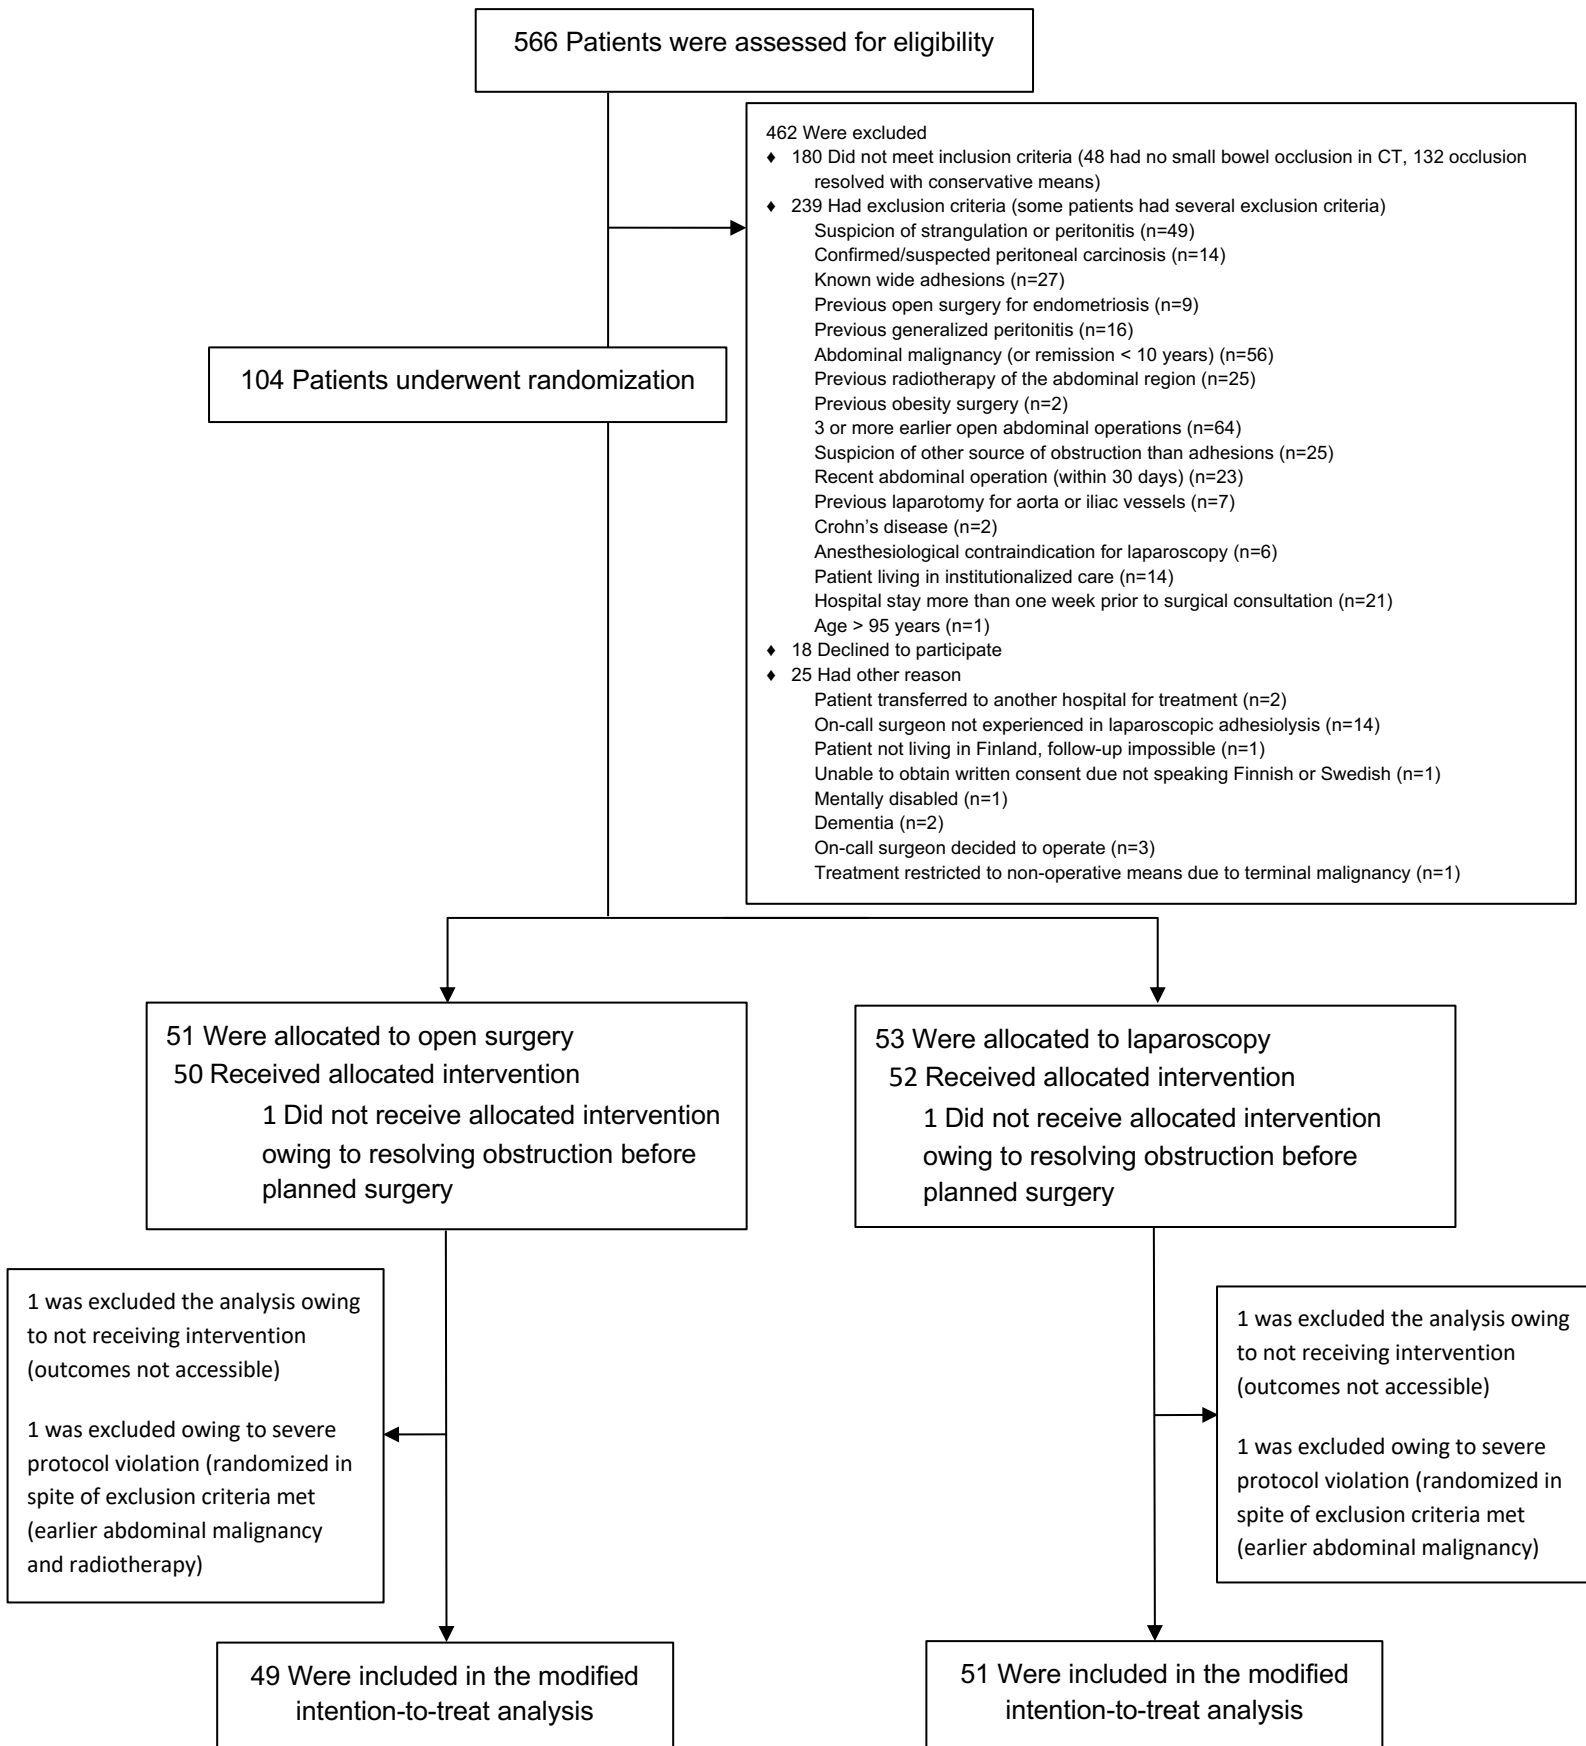 566 Patients were assessed for eligibility
462 Were excluded
♦ 180 Did not meet inclusion criteria (48 had no small bowel occlusion in CT, 132 occlusion
resolved with conservative means)
♦ 239 Had exclusion criteria (some patients had several exclusion criteria)
Suspicion of strangulation or peritonitis (n=49)
Confirmed/suspected peritoneal carcinosis (n=14)
Known wide adhesions (n=27)
Previous open surgery for endometriosis (n=9)
Previous generalized peritonitis (n=16)
Abdominal malignancy (or remission < 10 years) (n=56)
Previous radiotherapy of the abdominal region (n=25)
Previous obesity surgery (n=2)
3 or more earlier open abdominal operations (n=64)
Suspicion of other source of obstruction than adhesions (n=25)
Recent abdominal operation (within 30 days) (n=23)
Previous laparotomy for aorta or iliac vessels (n=7)
Crohn’s disease (n=2)
Anesthesiological contraindication for laparoscopy (n=6)
Patient living in institutionalized care (n=14)
Hospital stay more than one week prior to surgical consultation (n=21)
Age > 95 years (n=1)
♦ 18 Declined to participate
♦ 25 Had other reason
Patient transferred to another hospital for treatment (n=2)
On-call surgeon not experienced in laparoscopic adhesiolysis (n=14)
Patient not living in Finland, follow-up impossible (n=1)
Unable to obtain written consent due not speaking Finnish or Swedish (n=1)
Mentally disabled (n=1)
Dementia (n=2)
On-call surgeon decided to operate (n=3)
Treatment restricted to non-operative means due to terminal malignancy (n=1)
104 Patients underwent randomization
51 Were allocated to open surgery
50 Received allocated intervention
1 Did not receive allocated intervention
owing to resolving obstruction before
planned surgery
53 Were allocated to laparoscopy
52 Received allocated intervention
1 Did not receive allocated intervention
owing to resolving obstruction before
planned surgery
1 was excluded the analysis owing
to not receiving intervention
(outcomes not accessible)
1 was excluded owing to severe
protocol violation (randomized in
spite of exclusion criteria met
(earlier abdominal malignancy
and radiotherapy)
1 was excluded the analysis owing
to not receiving intervention
(outcomes not accessible)
1 was excluded owing to severe
protocol violation (randomized in
spite of exclusion criteria met
(earlier abdominal malignancy)
49 Were included in the modified
intention-to-treat analysis
51 Were included in the modified
intention-to-treat analysis